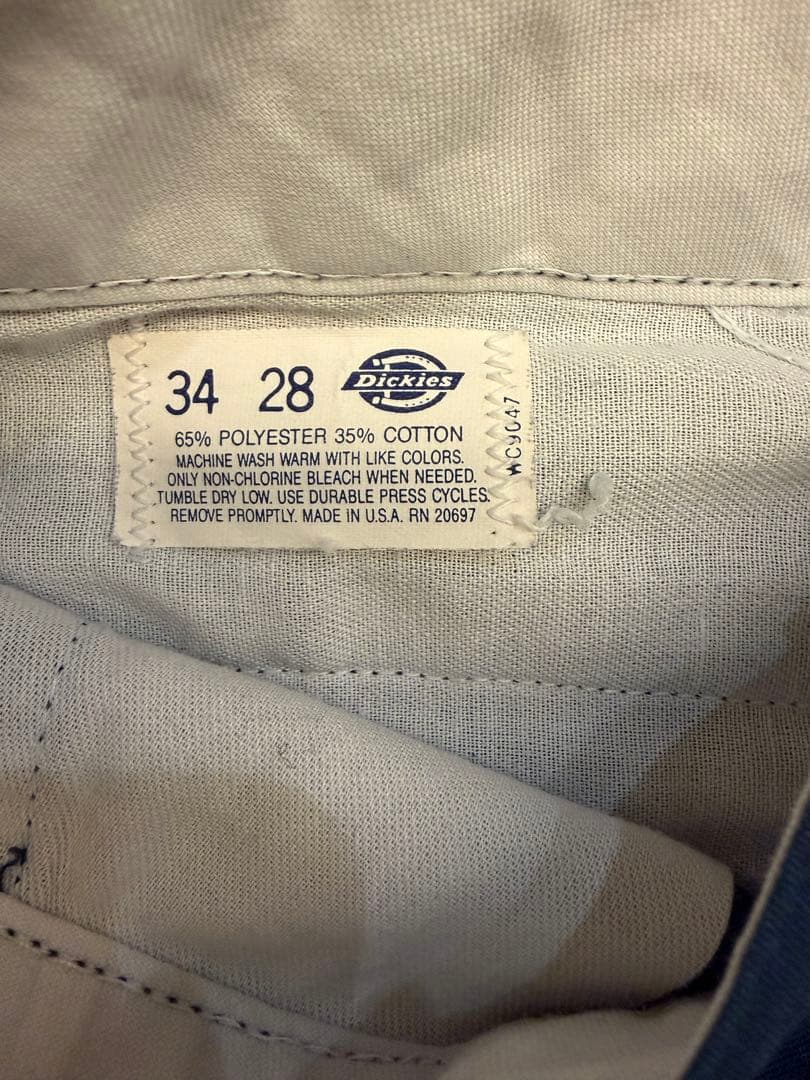 34 28 Dickies
65% POLYESTER 35% COTTON
MACHINE WASH WARM WITH LIKE COLORS.
ONLY NON-CHLORINE BLEACH WHEN NEEDED.
TUMBLE DRY LOW. USE DURABLE PRESS CYCLES.
REMOVE PROMPTLY. MADE IN U.S.A. RN 20697